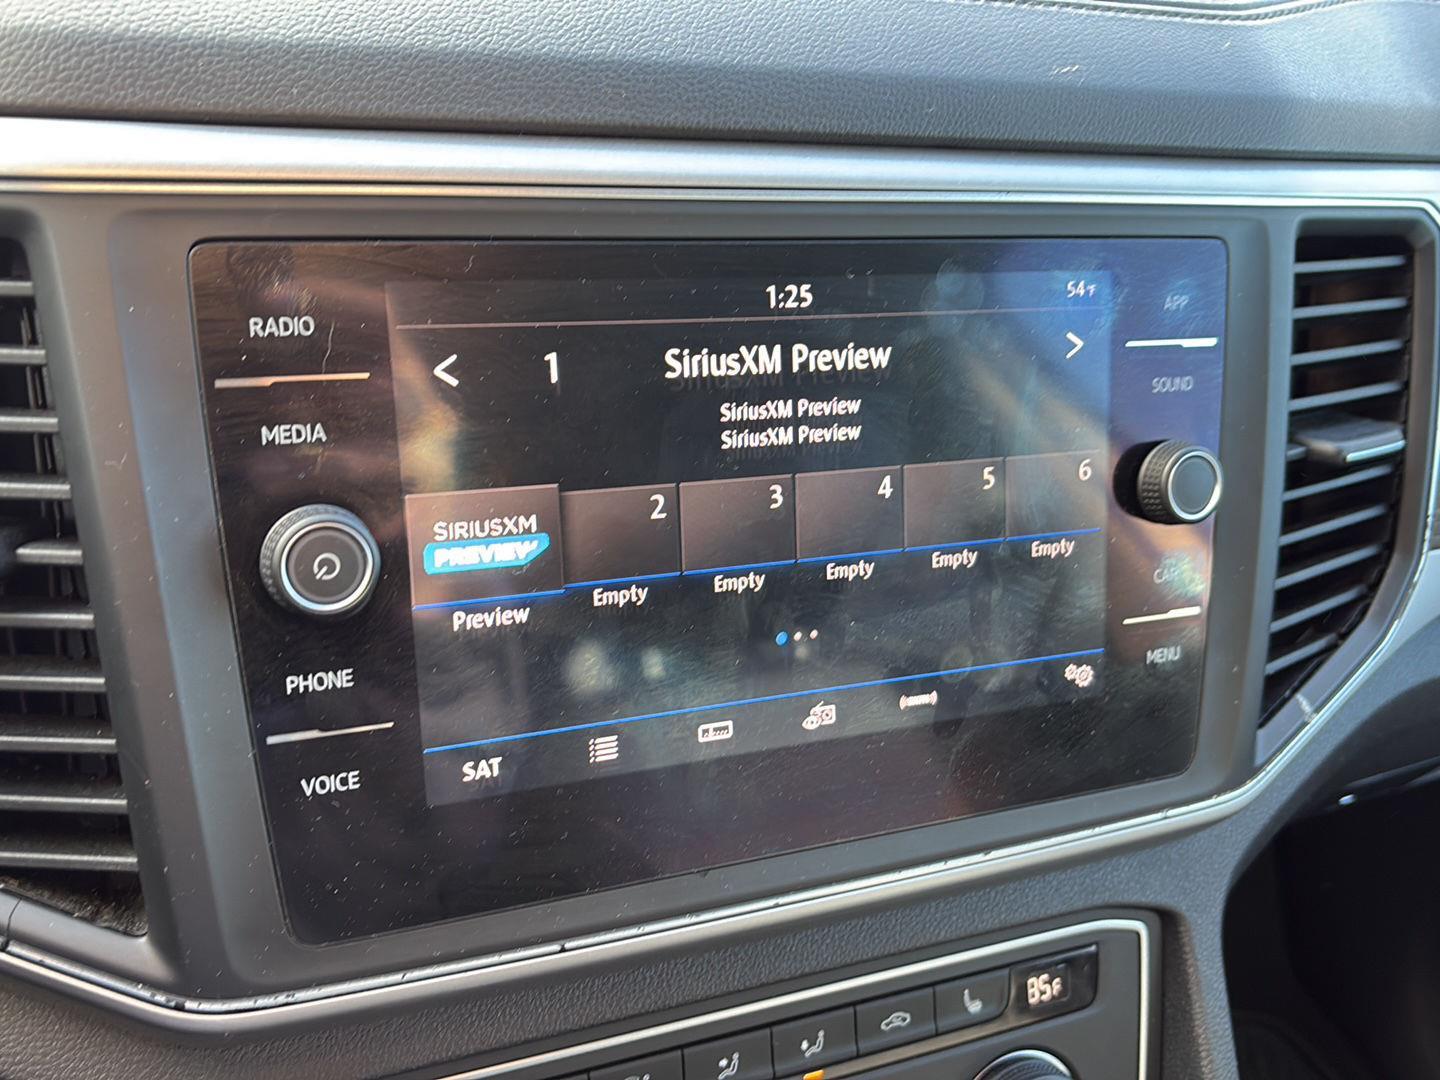 1:25
54°F
RADIO
MEDIA
PHONE
VOICE
< 1 SiriusXM Preview >
SiriusXM Preview
SiriusXM Preview
SIRIUSXM
PREVIEW
2
3
4
5
6
Preview
Empty
Empty
Empty
Empty
Empty
SAT
APP
SOUND
CAR
MENU
85°F